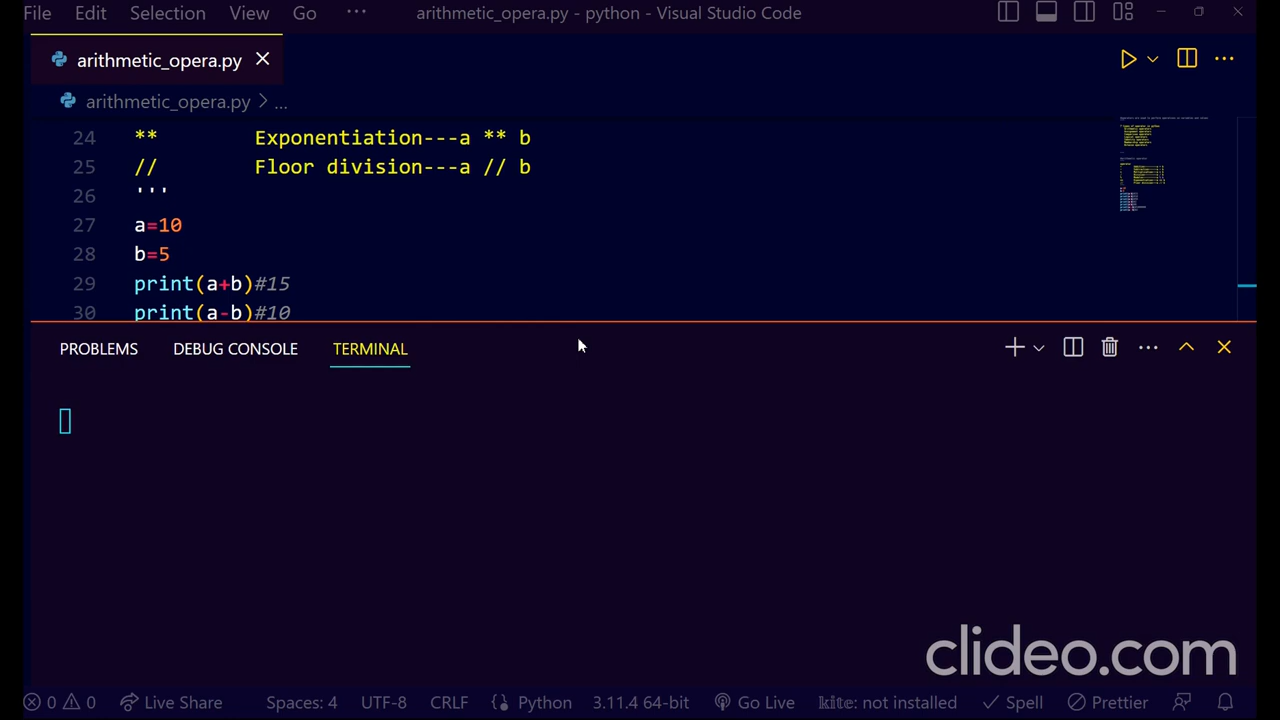 File Edit Selection View Go ··· arithmetic_opera.py - python - Visual Studio Code
arithmetic_opera.py
arithmetic_opera.py > ...
24 ** Exponentiation---a ** b
25 // Floor division---a // b
26 '''
27 a=10
28 b=5
29 print(a+b)#15
30 print(a-b)#10
PROBLEMS DEBUG CONSOLE TERMINAL
clideo.com
0 0 Live Share Spaces: 4 UTF-8 CRLF Python 3.11.4 64-bit Go Live kite: not installed Spell Prettier